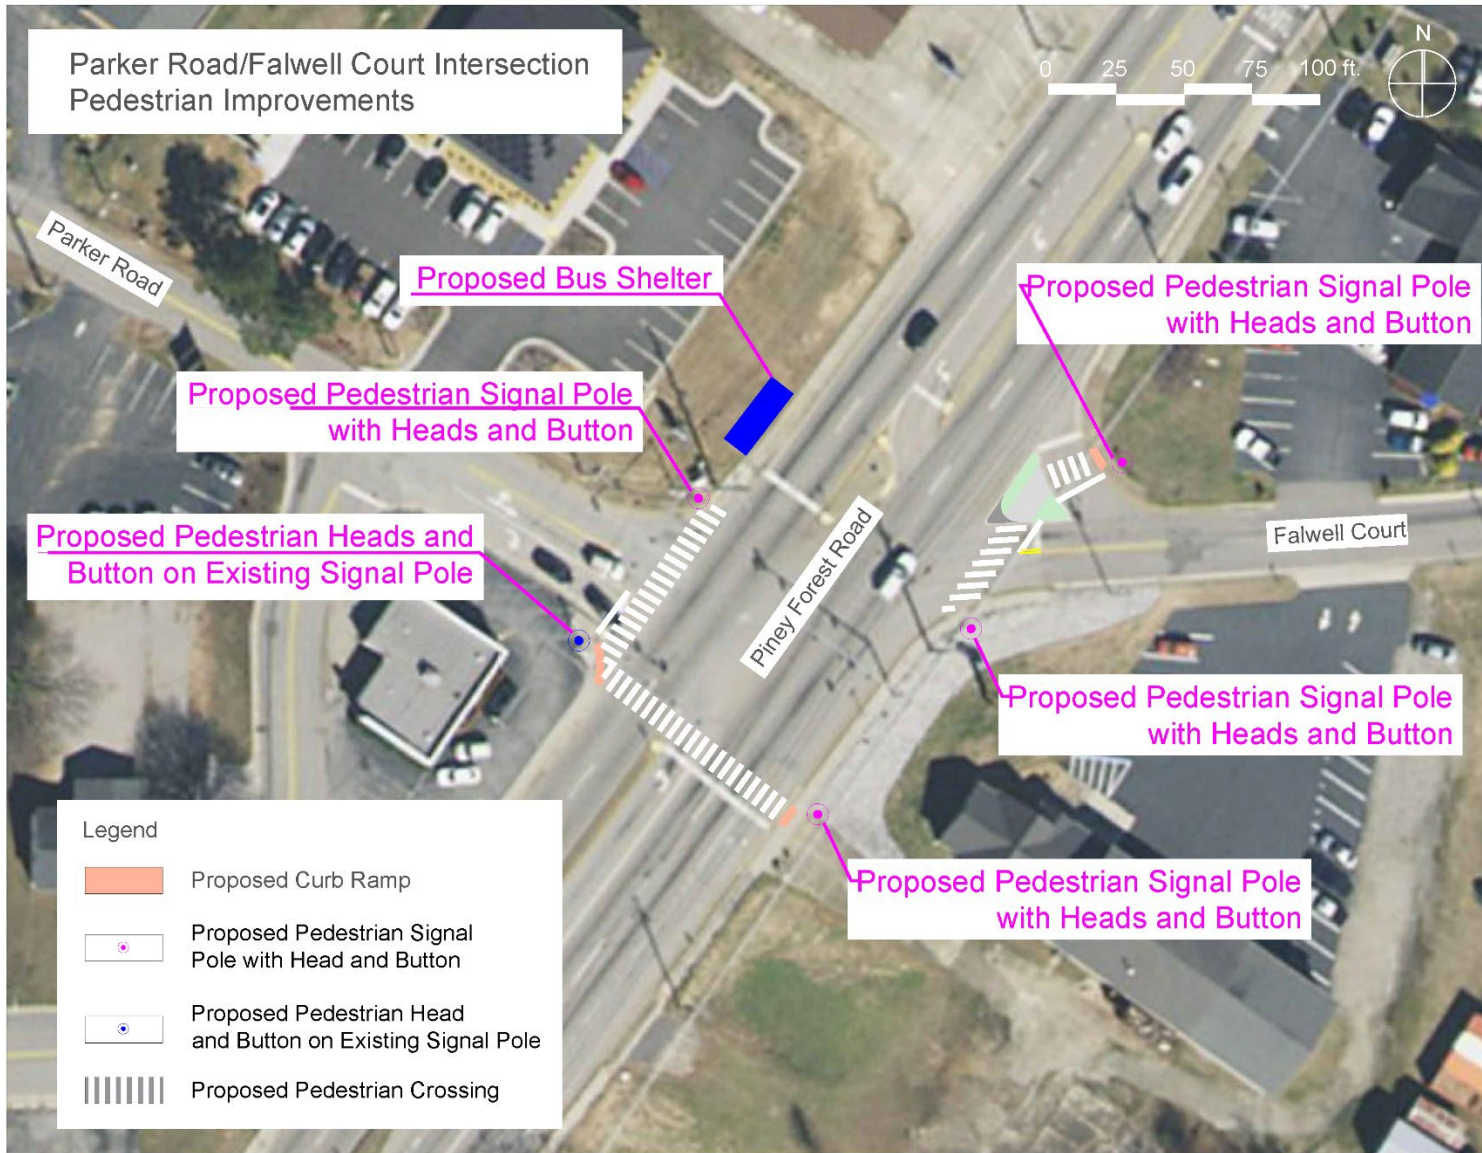 Parker Road/Falwell Court Intersection
Pedestrian Improvements
N
0 25 50 75 100 ft.
Parker Road
Proposed Bus Shelter
Proposed Pedestrian Signal Pole
with Heads and Button
Proposed Pedestrian Signal Pole
with Heads and Button
Proposed Pedestrian Heads and
Button on Existing Signal Pole
Piney Forest Road
Falwell Court
Proposed Pedestrian Signal Pole
with Heads and Button
Proposed Pedestrian Signal Pole
with Heads and Button
Legend
Proposed Curb Ramp
Proposed Pedestrian Signal
Pole with Head and Button
Proposed Pedestrian Head
and Button on Existing Signal Pole
Proposed Pedestrian Crossing